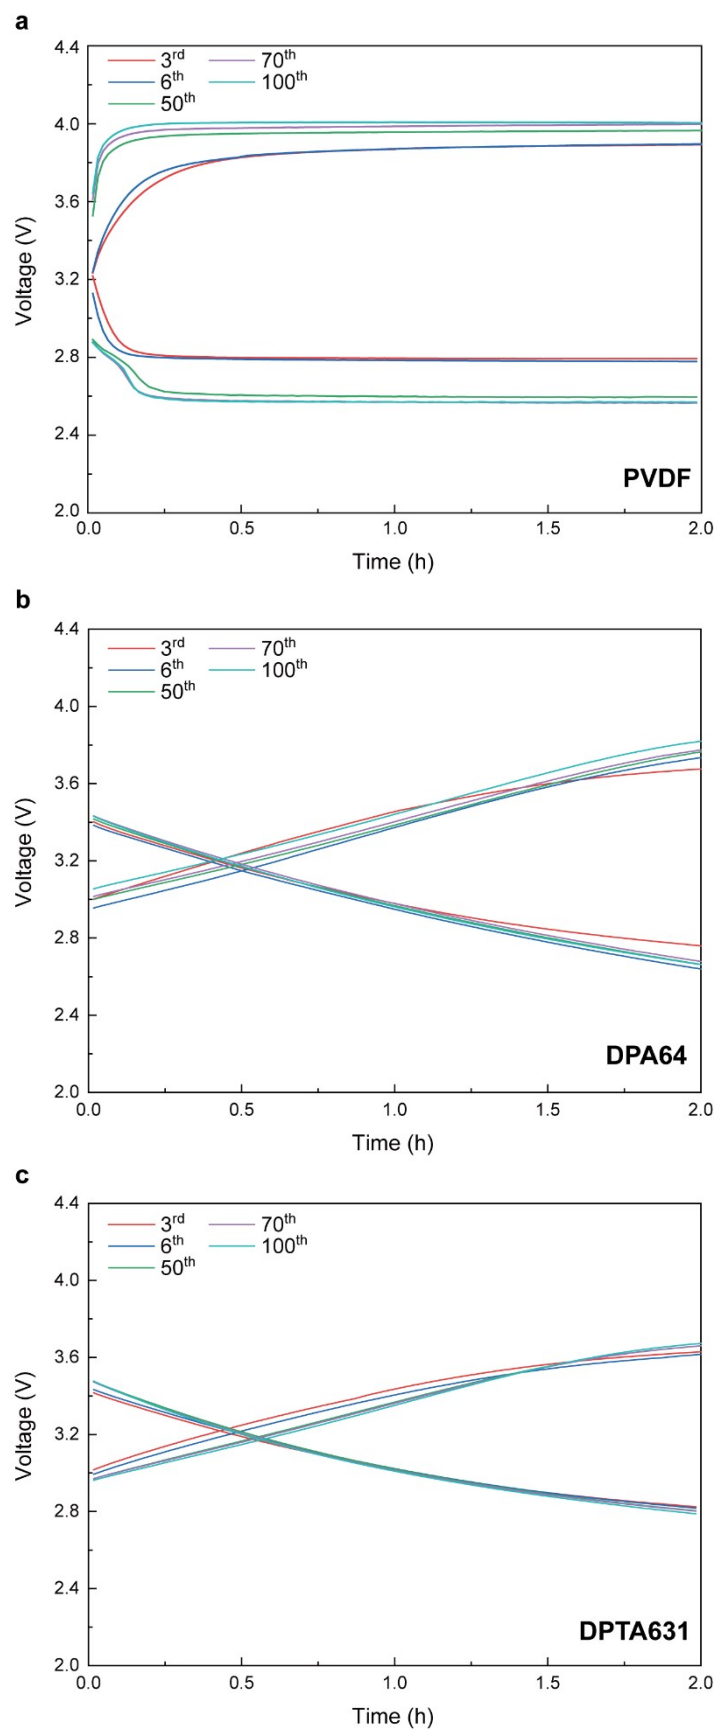 a
4.4
4.0
3.6
3.2
2.8
2.4
2.0
Voltage (V)
3rd 70th
6th 100th
50th
PVDF
0.0 0.5 1.0 1.5 2.0
Time (h)
b
4.4
4.0
3.6
3.2
2.8
2.4
2.0
Voltage (V)
3rd 70th
6th 100th
50th
DPA64
0.0 0.5 1.0 1.5 2.0
Time (h)
c
4.4
4.0
3.6
3.2
2.8
2.4
2.0
Voltage (V)
3rd 70th
6th 100th
50th
DPTA631
0.0 0.5 1.0 1.5 2.0
Time (h)